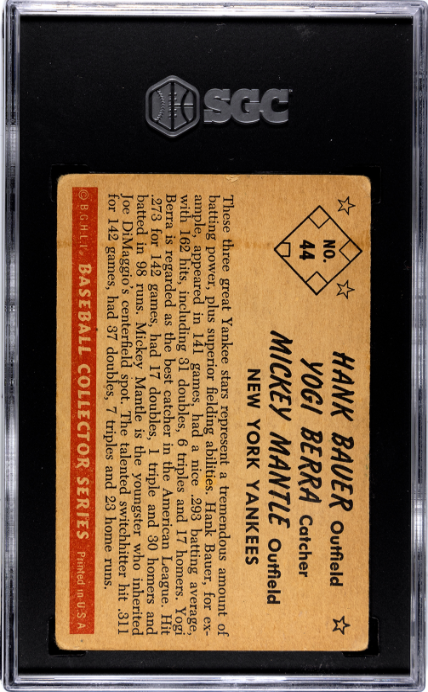 SGC
NO.
44
HANK BAUER Outfield
YOGI BERRA Catcher
MICKEY MANTLE Outfield
NEW YORK YANKEES
These three great Yankee stars represent a tremendous amount of
batting power, plus superior fielding abilities. Hank Bauer, for ex-
ample, appeared in 141 games, had a nice .293 batting average,
with 162 hits, including 31 doubles, 6 triples and 17 homers. Yogi
Berra is regarded as the best catcher in the American League. Hit
.273 for 142 games, had 17 doubles, 1 triple and 30 homers and
batted in 98 runs. Mickey Mantle is the youngster who inherited
Joe DiMaggio's centerfield spot. The talented switchhitter hit .311
for 142 games, had 37 doubles, 7 triples and 23 home runs.
© B.G.H.L.I. BASEBALL COLLECTOR SERIES Printed in U·S·A